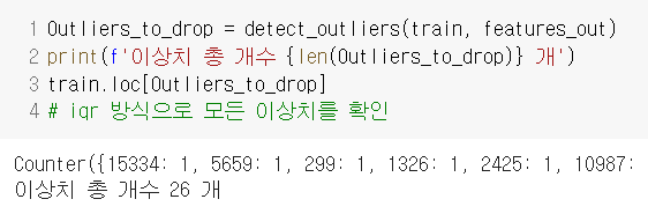 1 Outliers_to_drop = detect_outliers(train, features_out)
2 print(f'이상치 총 개수 {len(Outliers_to_drop)} 개')
3 train.loc[Outliers_to_drop]
4 # iqr 방식으로 모든 이상치를 확인
Counter({15334: 1, 5659: 1, 299: 1, 1326: 1, 2425: 1, 10987:
이상치 총 개수 26 개